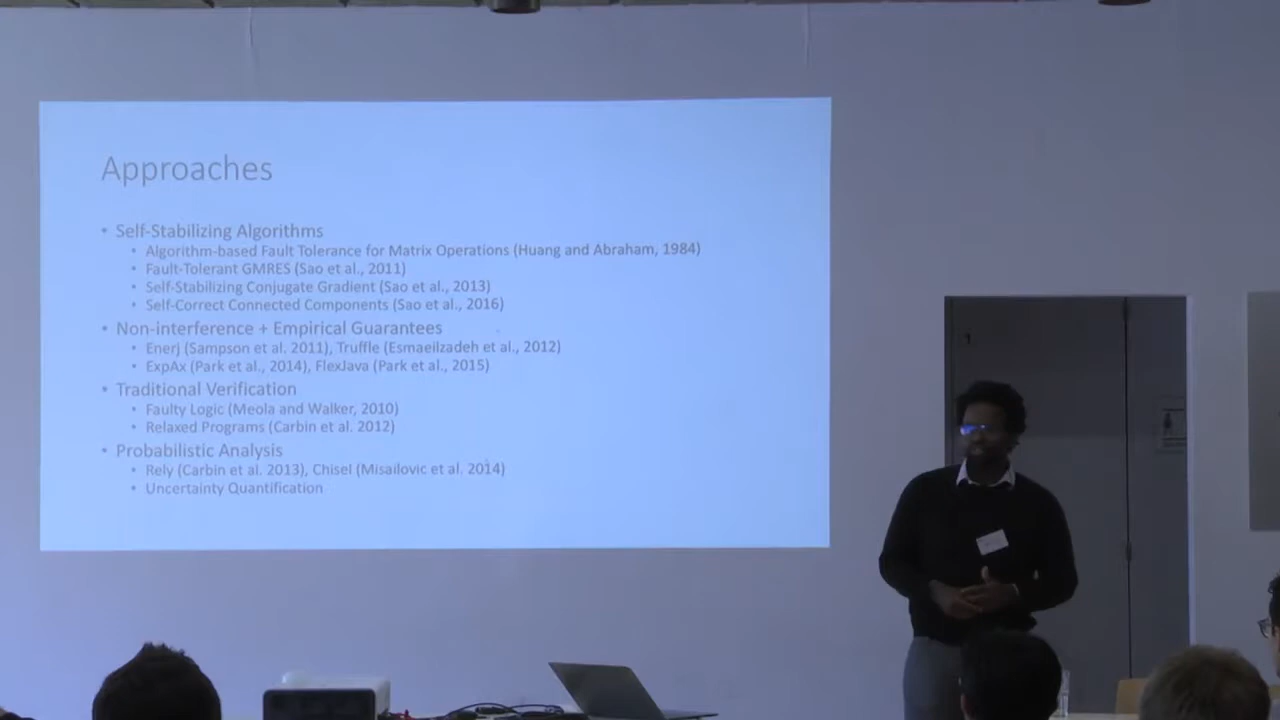 Approaches
• Self-Stabilizing Algorithms
• Algorithm-based Fault Tolerance for Matrix Operations (Huang and Abraham, 1984)
• Fault-Tolerant GMRES (Sao et al., 2011)
• Self-Stabilizing Conjugate Gradient (Sao et al., 2013)
• Self-Correct Connected Components (Sao et al., 2016)
• Non-interference + Empirical Guarantees
• Enerj (Sampson et al. 2011), Truffle (Esmaeilzadeh et al., 2012)
• ExpAx (Park et al., 2014), FlexJava (Park et al., 2015)
• Traditional Verification
• Faulty Logic (Meola and Walker, 2010)
• Relaxed Programs (Carbin et al. 2012)
• Probabilistic Analysis
• Rely (Carbin et al. 2013), Chisel (Misailovic et al. 2014)
• Uncertainty Quantification